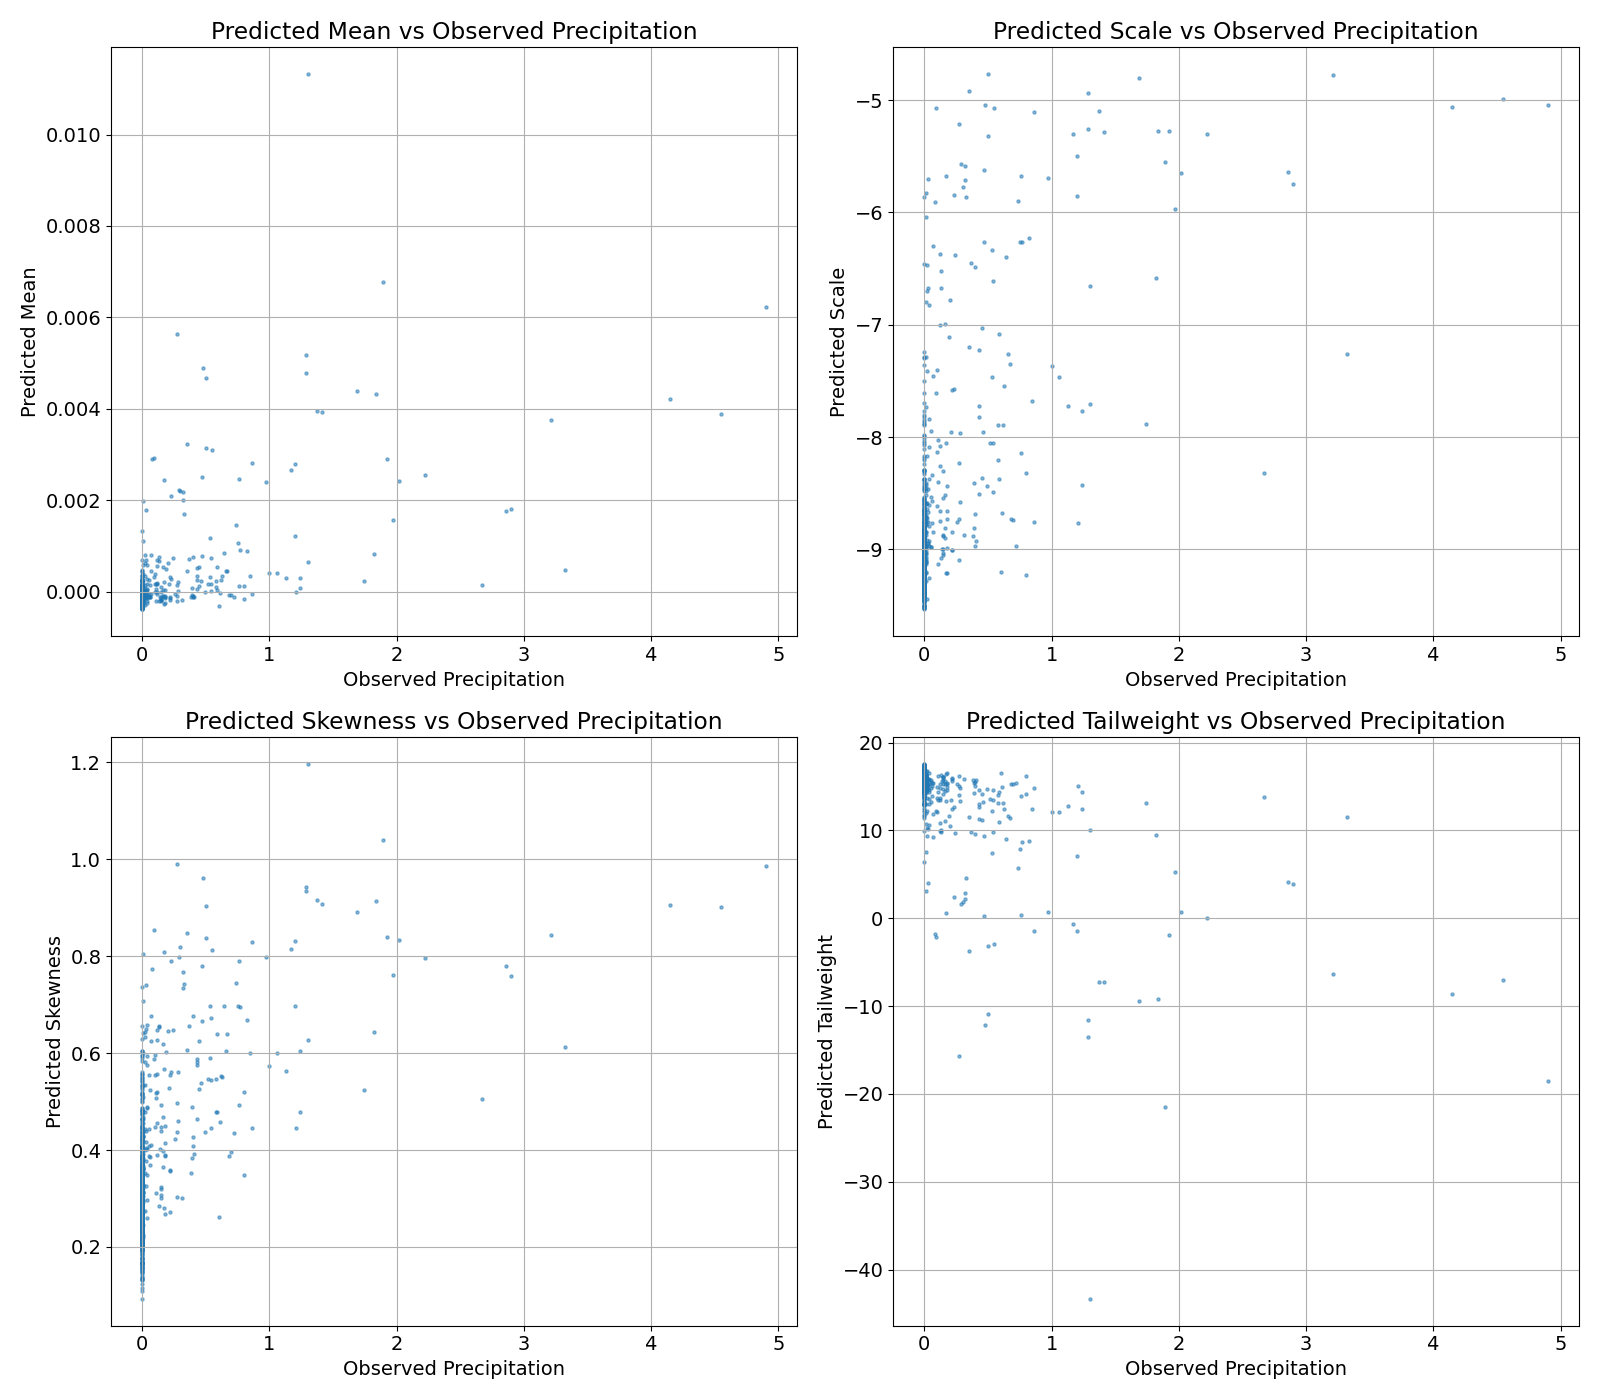 Predicted Mean vs Observed Precipitation
Predicted Mean
0.010
0.008
0.006
0.004
0.002
0.000
0 1 2 3 4 5
Observed Precipitation
Predicted Scale vs Observed Precipitation
Predicted Scale
−5
−6
−7
−8
−9
0 1 2 3 4 5
Observed Precipitation
Predicted Skewness vs Observed Precipitation
Predicted Skewness
1.2
1.0
0.8
0.6
0.4
0.2
0 1 2 3 4 5
Observed Precipitation
Predicted Tailweight vs Observed Precipitation
Predicted Tailweight
20
10
0
−10
−20
−30
−40
0 1 2 3 4 5
Observed Precipitation